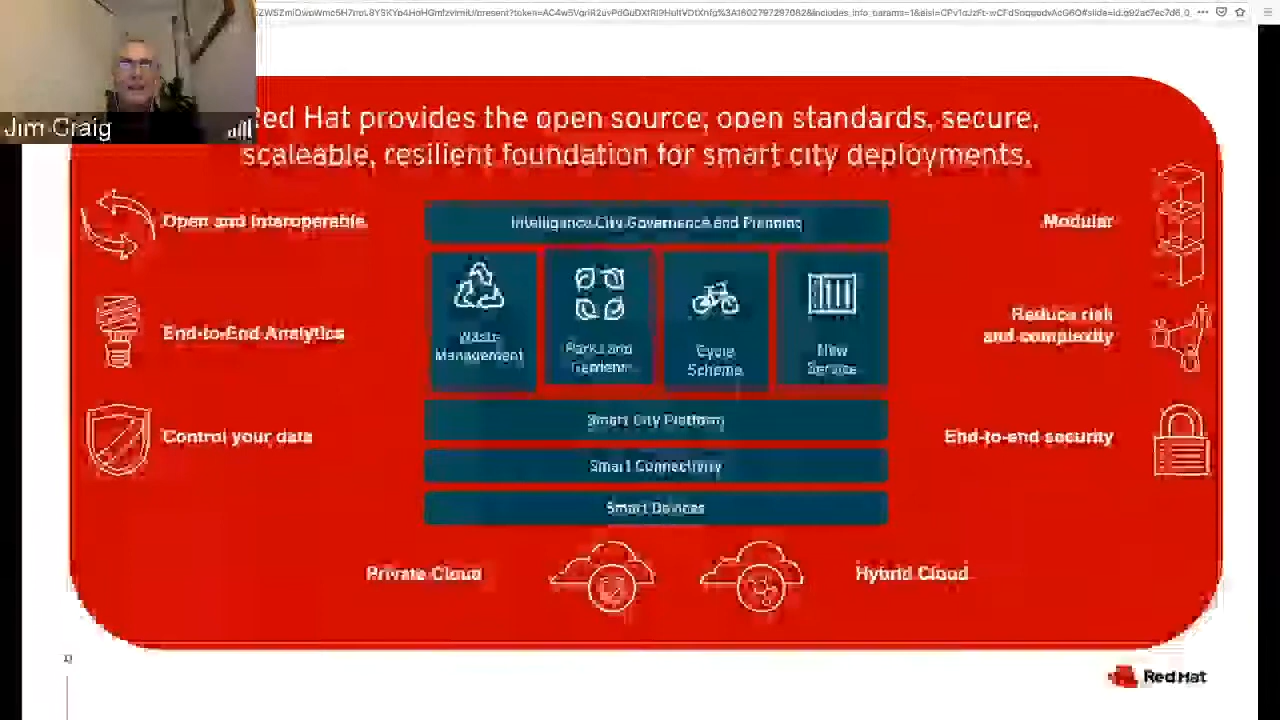 Jim Craig
Red Hat provides the open source, open standards, secure,
scaleable, resilient foundation for smart city deployments.
Open and Interoperable
End-to-End Analytics
Control your data
Intelligence City Governance and Planning
Waste
Management
Parks and
Gardens
Cycle
Scheme
New
Service
Smart City Platform
Smart Connectivity
Smart Devices
Modular
Reduce risk
and complexity
End-to-end security
Private Cloud
Hybrid Cloud
Red Hat